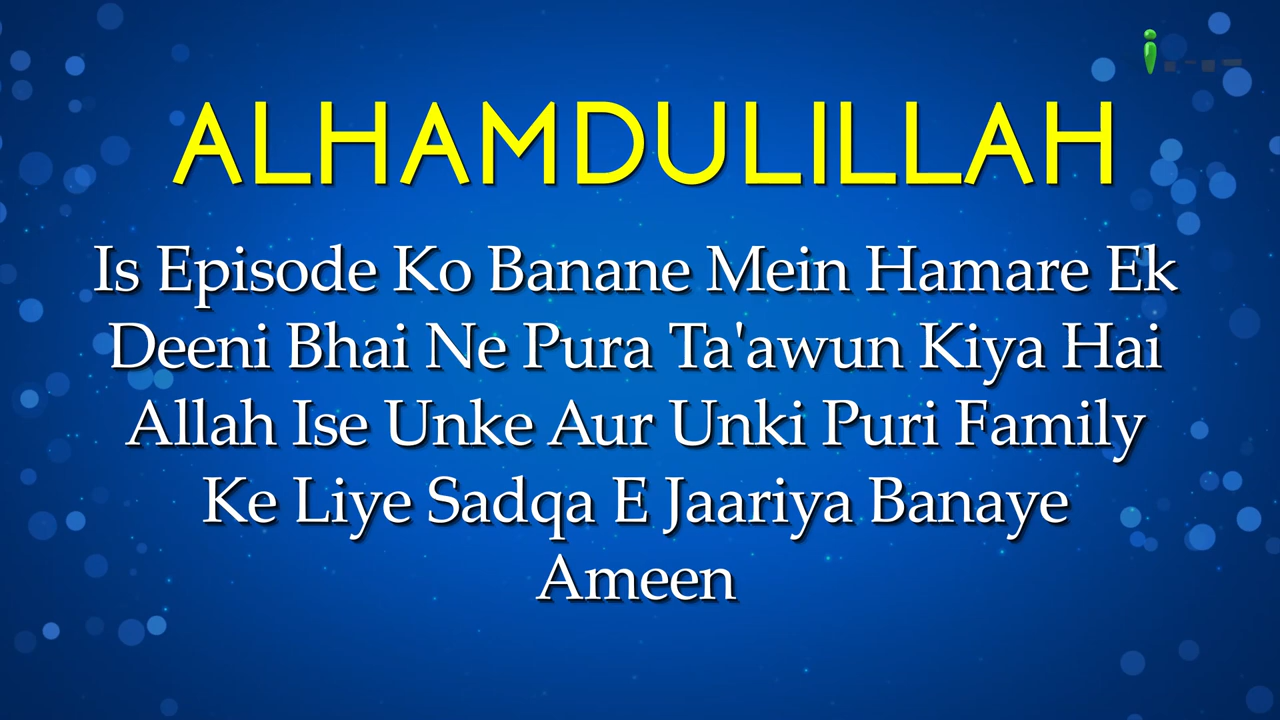 ALHAMDULILLAH
Is Episode Ko Banane Mein Hamare Ek
Deeni Bhai Ne Pura Ta'awun Kiya Hai
Allah Ise Unke Aur Unki Puri Family
Ke Liye Sadqa E Jaariya Banaye
Ameen